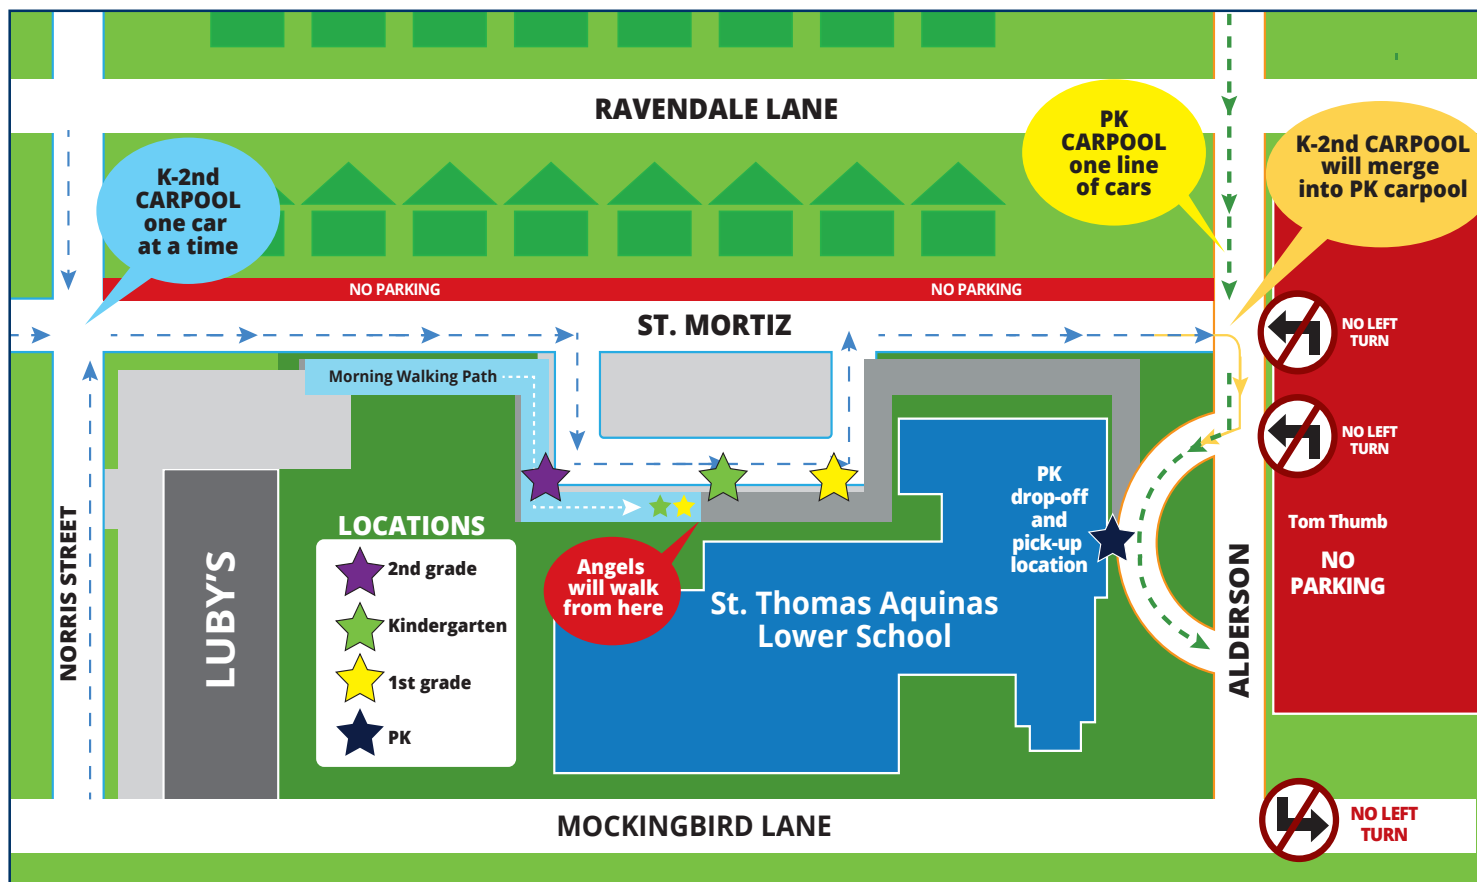 RAVENDALE LANE
PK
CARPOOL
one line
of cars
K-2nd CARPOOL
will merge
into PK carpool
K-2nd
CARPOOL
one car
at a time
NO PARKING
NO PARKING
ST. MORTIZ
NO LEFT
TURN
Morning Walking Path
NO LEFT
TURN
PK
drop-off
and
pick-up
location
Tom Thumb
NO
PARKING
NORRIS STREET
LUBY'S
LOCATIONS
2nd grade
Kindergarten
1st grade
PK
Angels
will walk
from here
St. Thomas Aquinas
Lower School
ALDERSON
MOCKINGBIRD LANE
NO LEFT
TURN